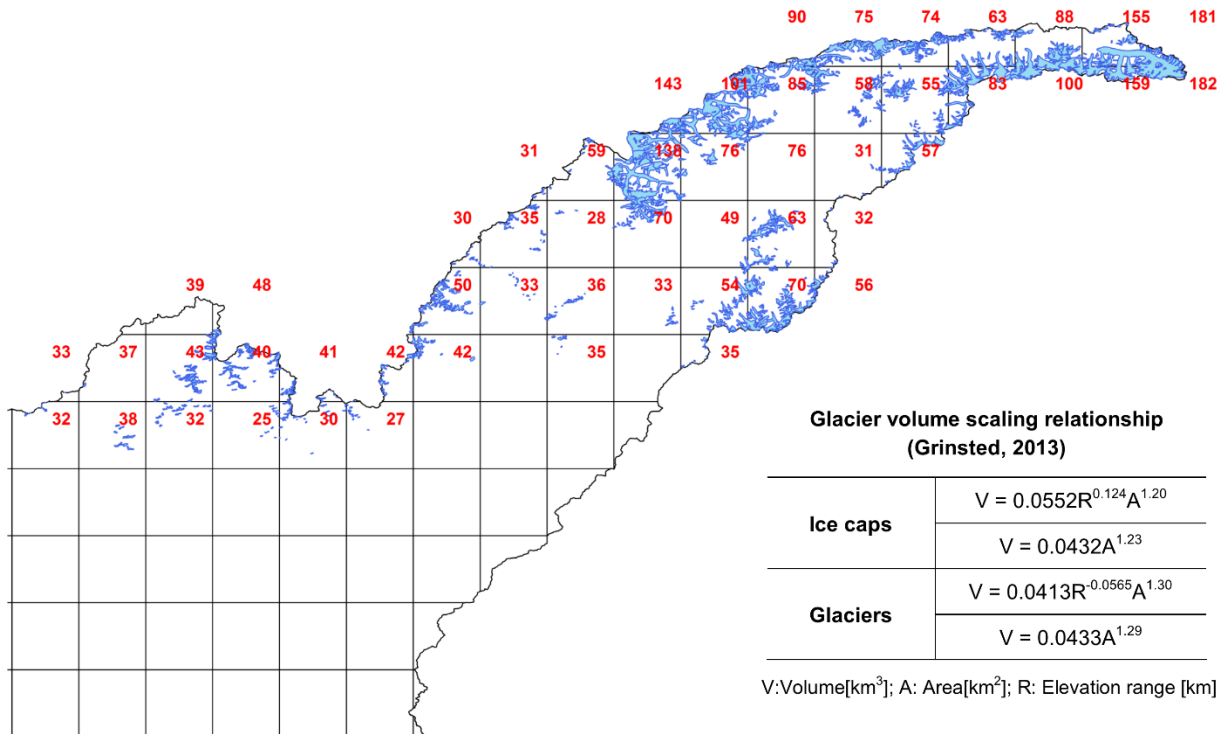 90 75 74 63 88 155 181
143 101 85 58 55 83 100 159 182
31 59 138 76 76 31 57
30 35 28 70 49 63 32
39 48 50 33 36 33 54 70 56
33 37 43 40 41 42 42 35 35
32 38 32 25 30 27
Glacier volume scaling relationship
(Grinsted, 2013)
Ice caps
V = 0.0552R^0.124A^1.20
V = 0.0432A^1.23
Glaciers
V = 0.0413R^-0.0565A^1.30
V = 0.0433A^1.29
V:Volume[km³]; A: Area[km²]; R: Elevation range [km]